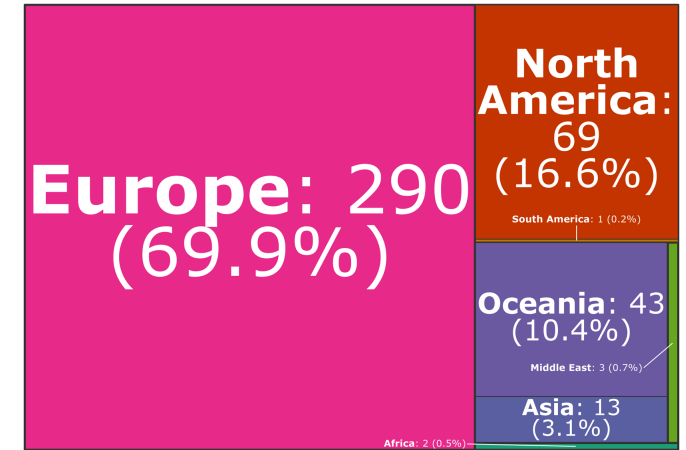 Europe: 290
(69.9%)
North
America:
69
(16.6%)
South America: 1 (0.2%)
Oceania: 43
(10.4%)
Middle East: 3 (0.7%)
Asia: 13
(3.1%)
Africa: 2 (0.5%)